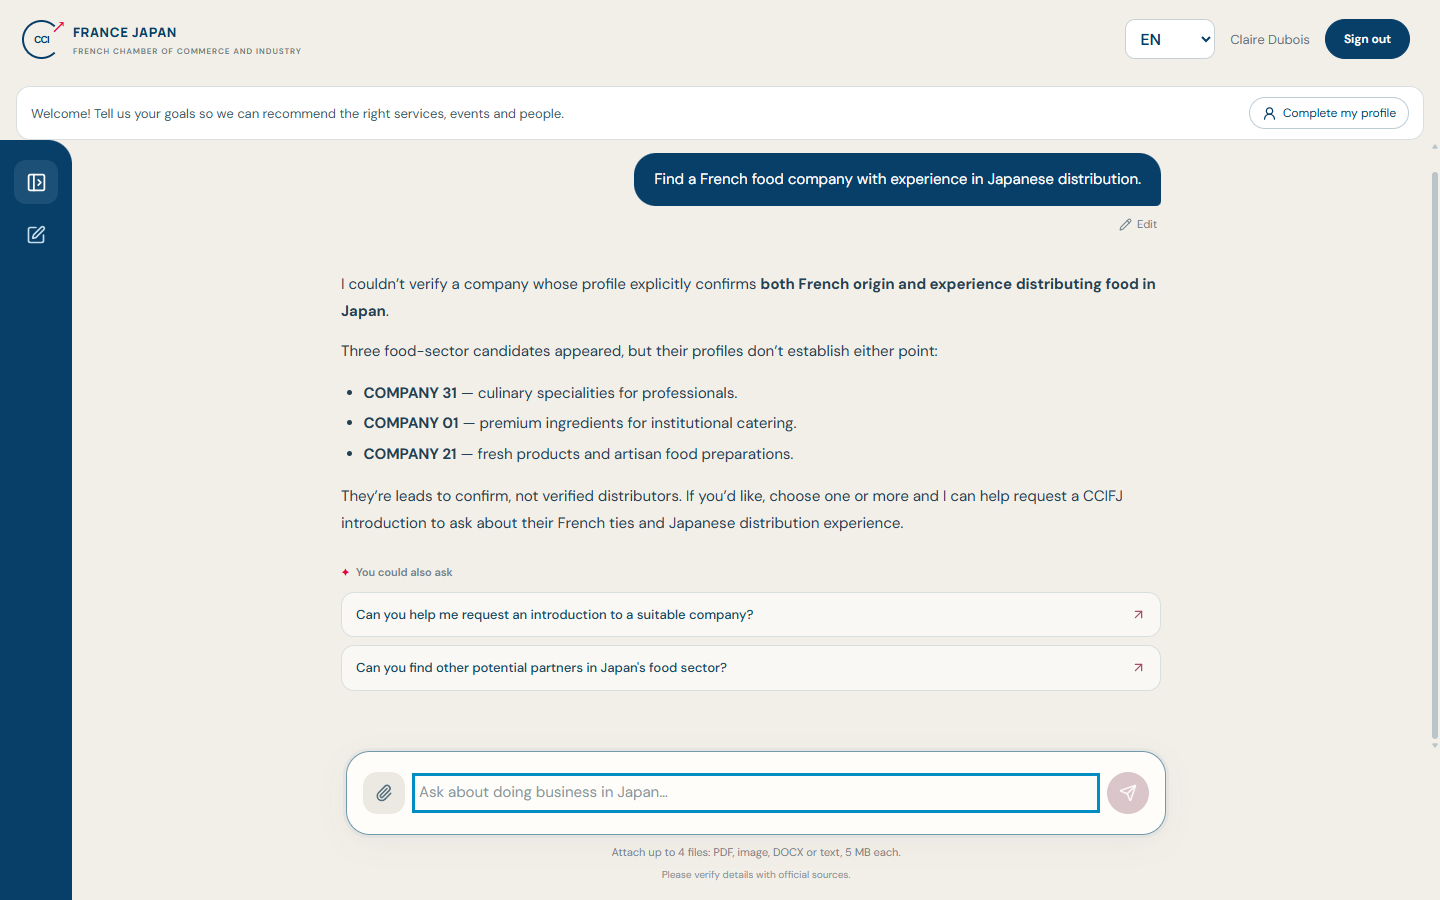 CCI
FRANCE JAPAN
FRENCH CHAMBER OF COMMERCE AND INDUSTRY
EN
Claire Dubois
Sign out
Welcome! Tell us your goals so we can recommend the right services, events and people.
Complete my profile
Find a French food company with experience in Japanese distribution.
Edit
I couldn’t verify a company whose profile explicitly confirms both French origin and experience distributing food in
Japan.
Three food-sector candidates appeared, but their profiles don’t establish either point:
• COMPANY 31 — culinary specialities for professionals.
• COMPANY 01 — premium ingredients for institutional catering.
• COMPANY 21 — fresh products and artisan food preparations.
They’re leads to confirm, not verified distributors. If you’d like, choose one or more and I can help request a CCIFJ
introduction to ask about their French ties and Japanese distribution experience.
You could also ask
Can you help me request an introduction to a suitable company?
Can you find other potential partners in Japan's food sector?
Ask about doing business in Japan…
Attach up to 4 files: PDF, image, DOCX or text, 5 MB each.
Please verify details with official sources.